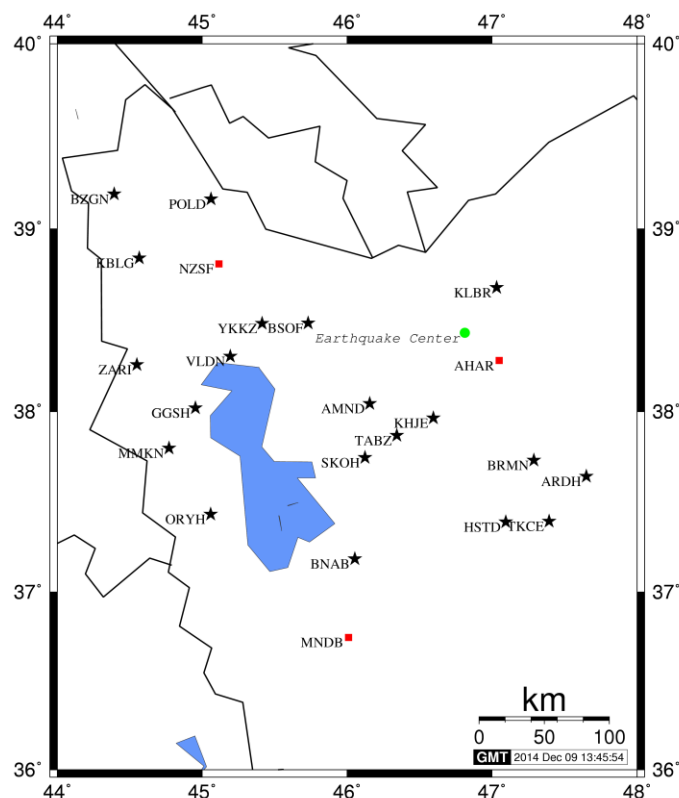 44° 45° 46° 47° 48°
40° 40°
BZGN
POLD
39° 39°
KBLG
NZSF
KLBR
YKKZ BSOF
Earthquake Center
VLDN
ZARI
AHAR
GGSH
AMND
38° 38°
KHJE
TABZ
MMKN
SKOH
BRMN
ARDH
ORYH
HSTD TKCE
BNAB
37° 37°
MNDB
km
0 50 100
GMT 2014 Dec 09 13:45:54
36° 36°
44° 45° 46° 47° 48°